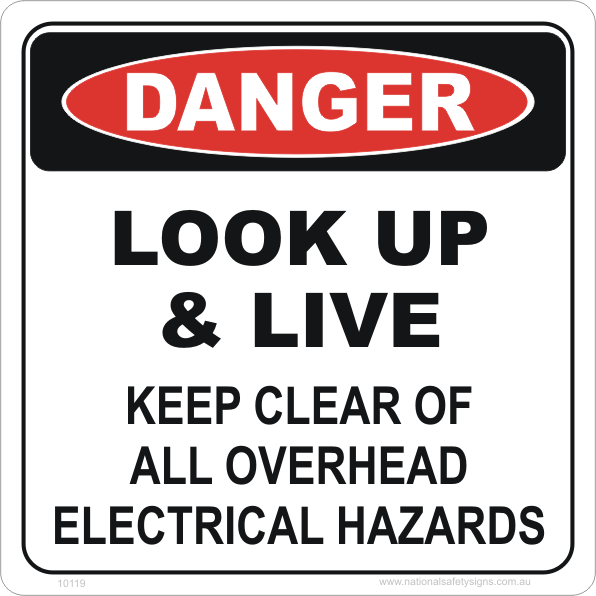 DANGER
LOOK UP
& LIVE
KEEP CLEAR OF
ALL OVERHEAD
ELECTRICAL HAZARDS
10119
www.nationalsafetysigns.com.au